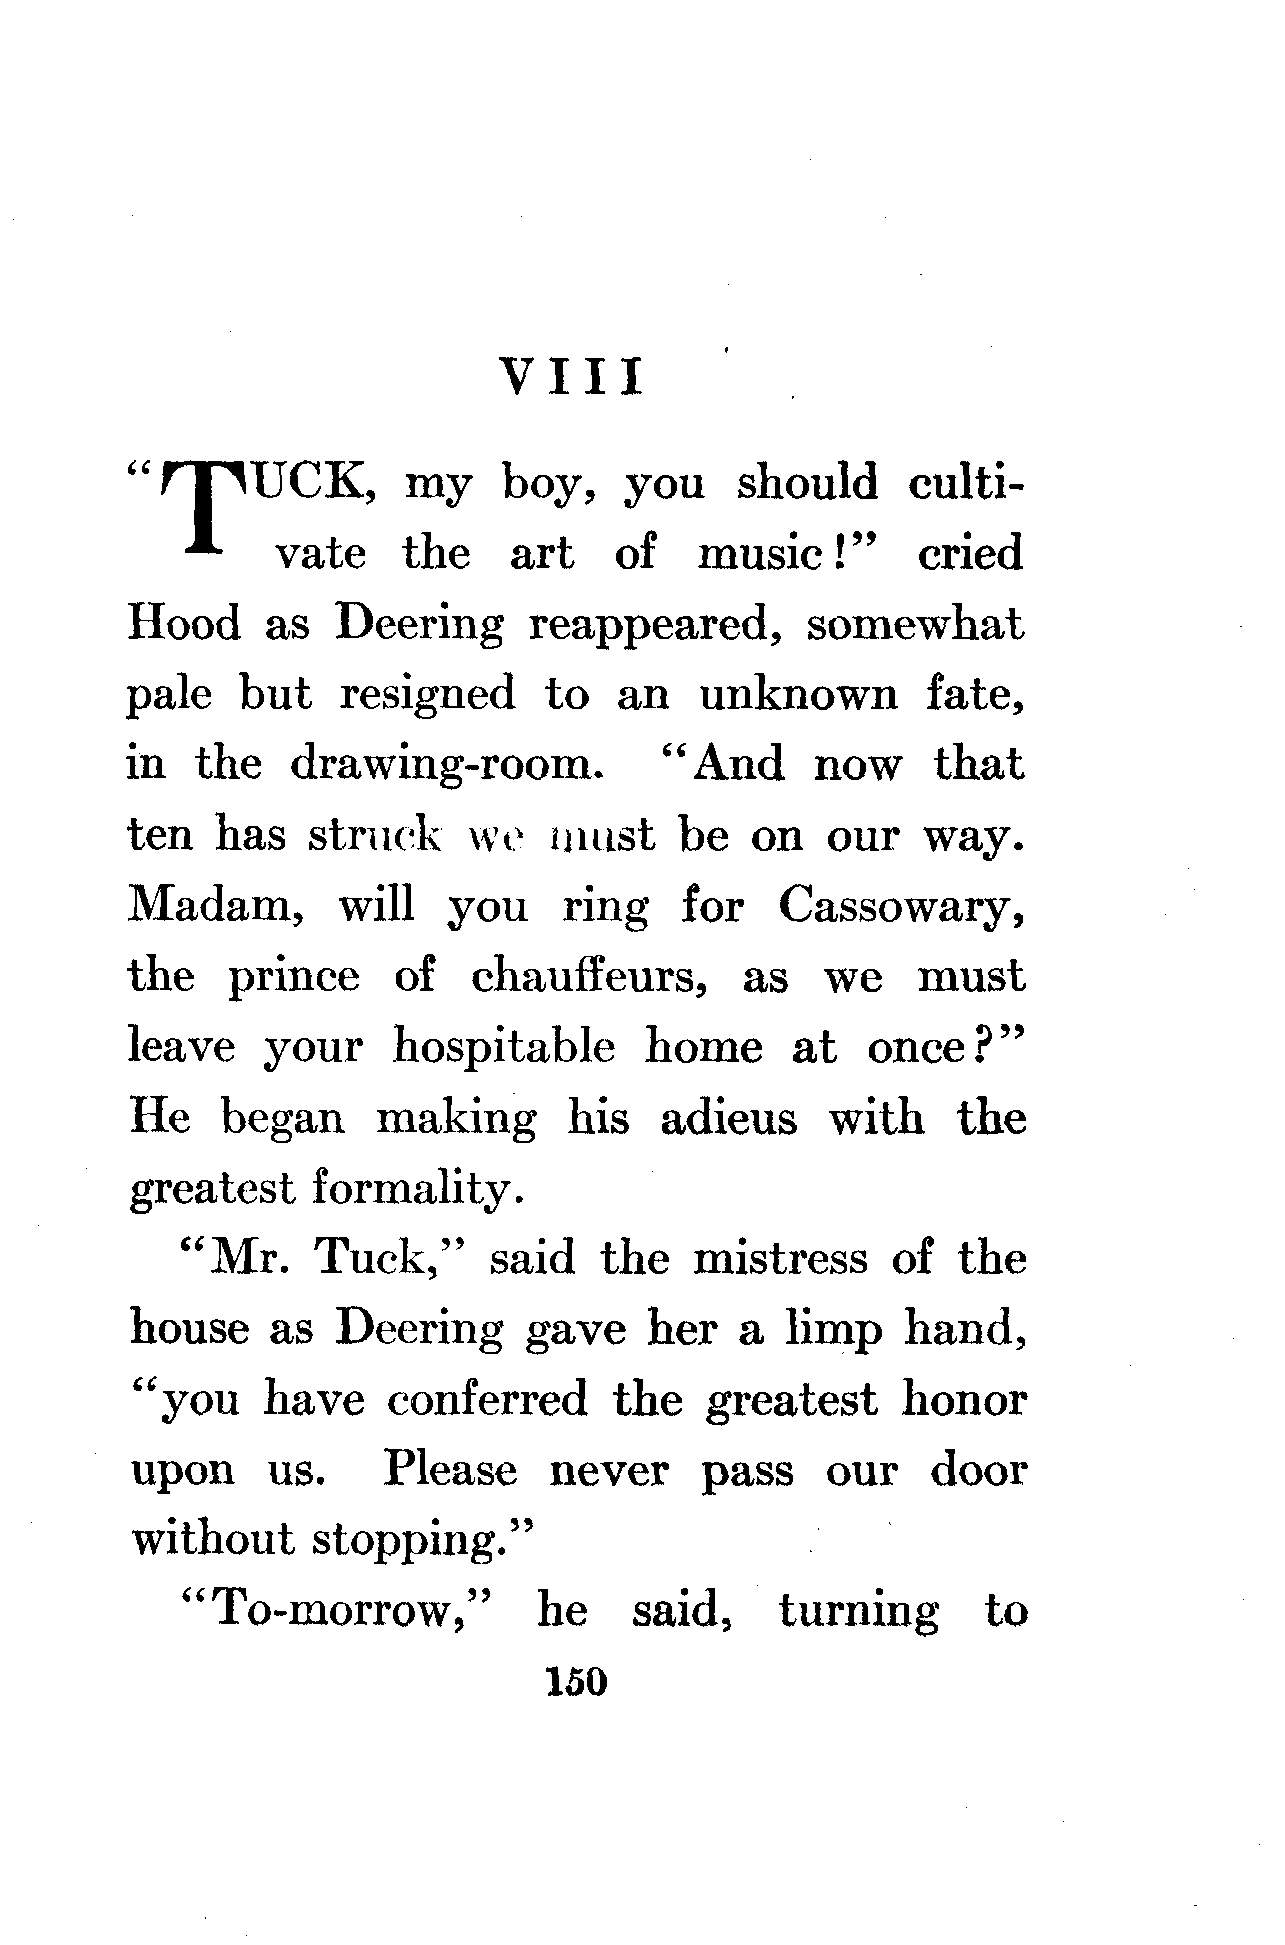 VIII
"TUCK, my boy, you should culti-
vate the art of music!" cried
Hood as Deering reappeared, somewhat
pale but resigned to an unknown fate,
in the drawing-room. "And now that
ten has struck we must be on our way.
Madam, will you ring for Cassowary,
the prince of chauffeurs, as we must
leave your hospitable home at once?"
He began making his adieus with the
greatest formality.
"Mr. Tuck," said the mistress of the
house as Deering gave her a limp hand,
"you have conferred the greatest honor
upon us. Please never pass our door
without stopping."
"To-morrow," he said, turning to
150